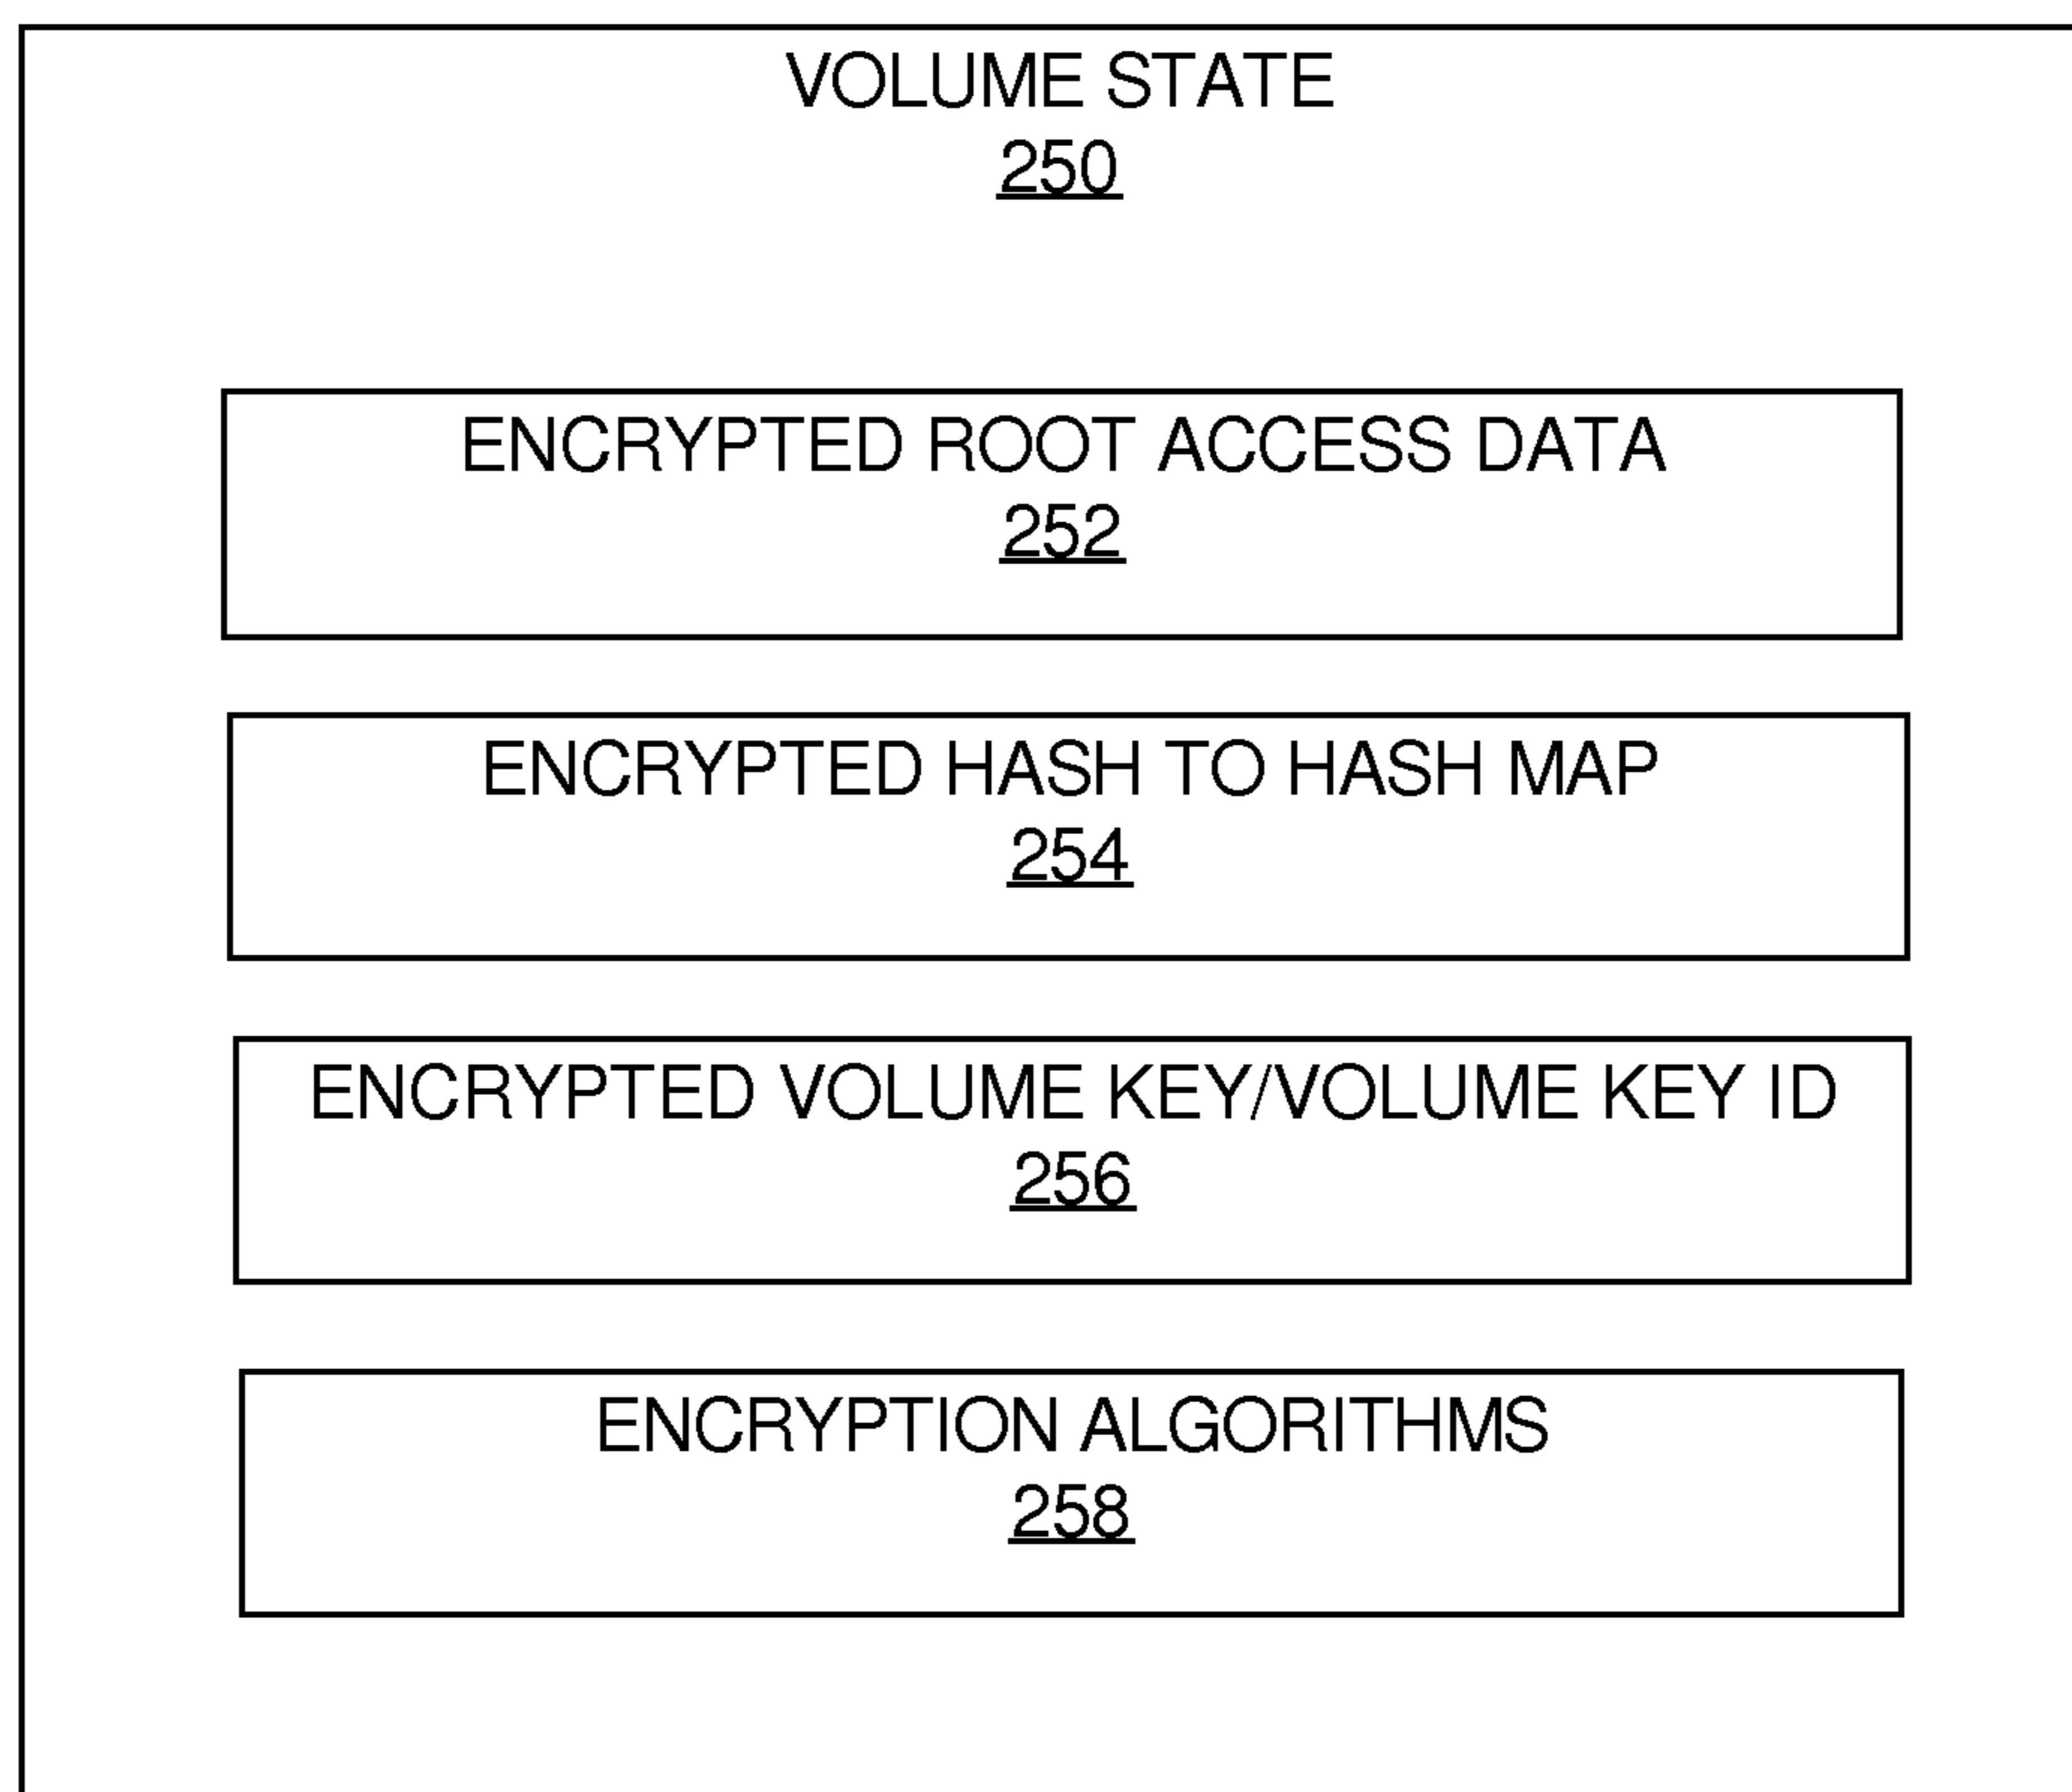 VOLUME STATE
250
ENCRYPTED ROOT ACCESS DATA
252
ENCRYPTED HASH TO HASH MAP
254
ENCRYPTED VOLUME KEY/VOLUME KEY ID
256
ENCRYPTION ALGORITHMS
258